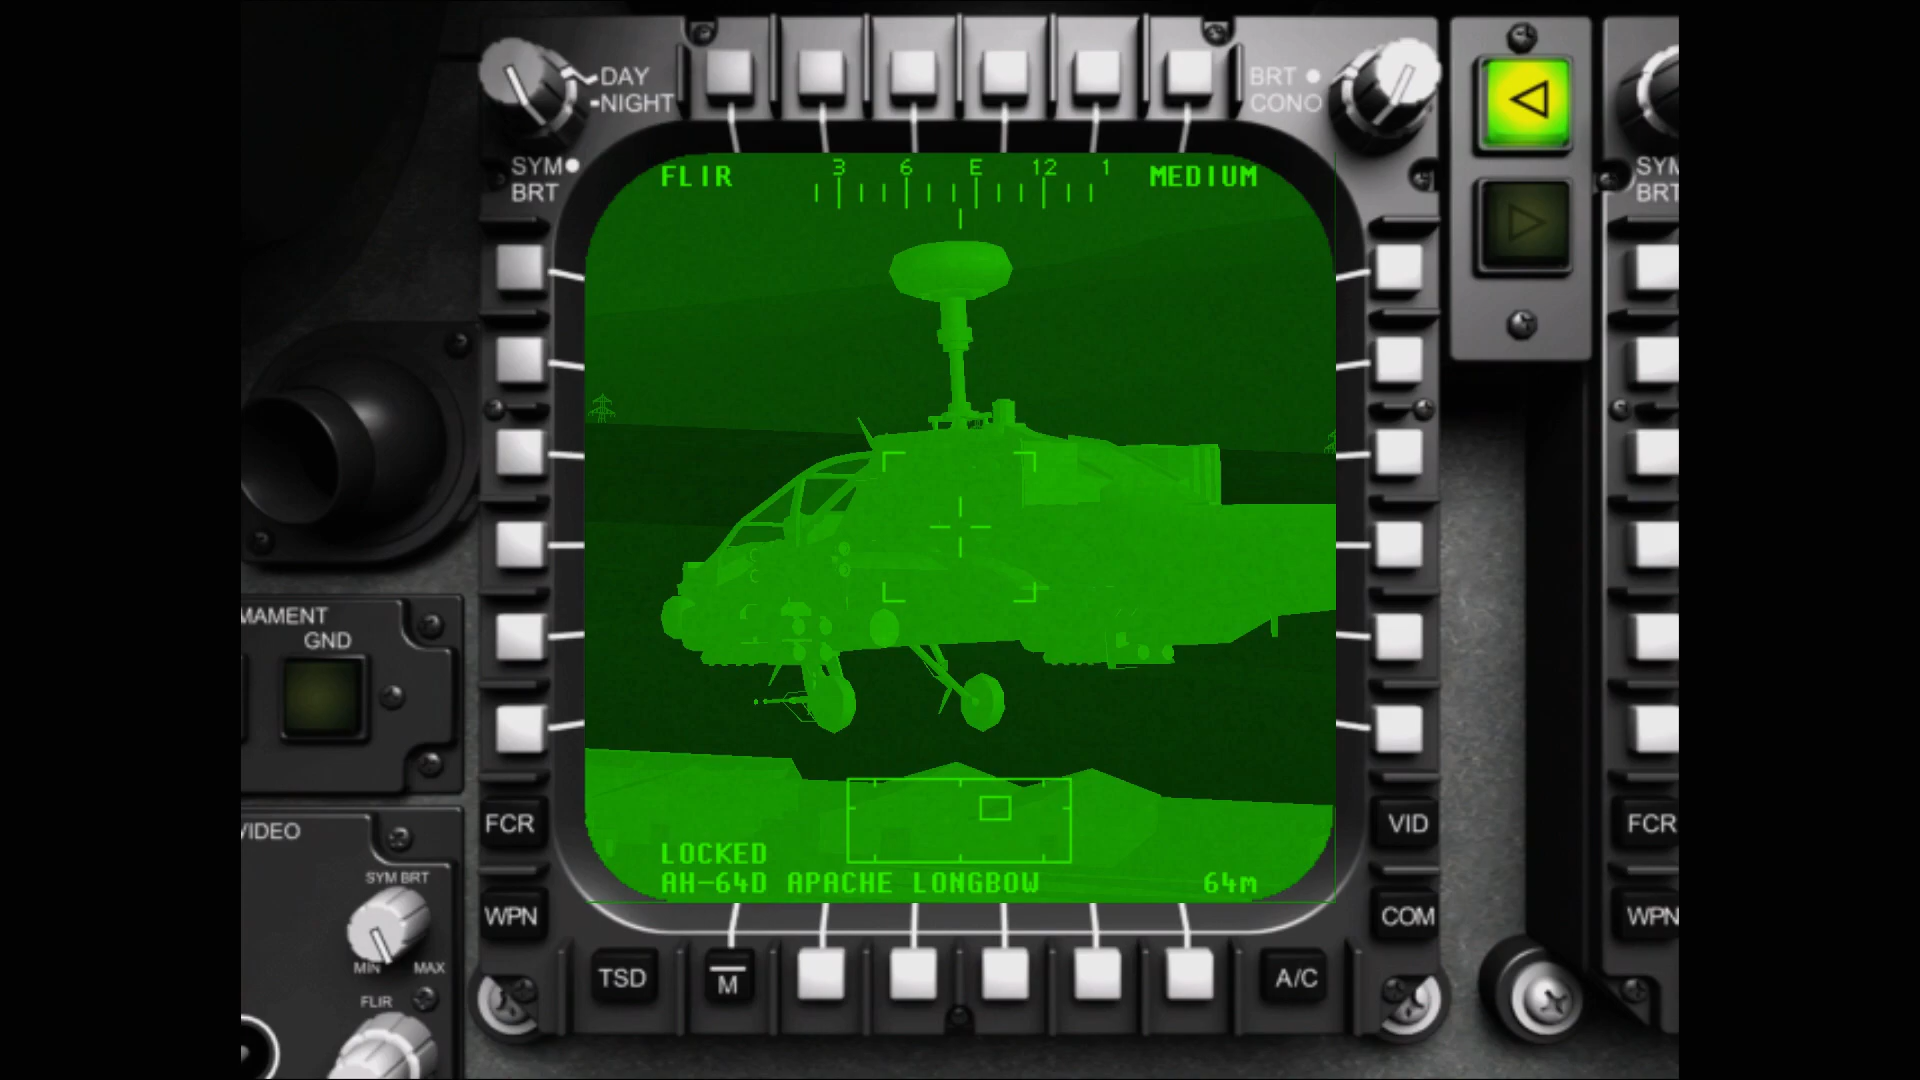 DAY
NIGHT
SYM
BRT
BRT
CONO
SYM
BRT
FLIR
3 6 E 12 1
MEDIUM
MAMENT
GND
VIDEO
SYM BRT
MIN MAX
FLIR
LOCKED
AH-64D APACHE LONGBOW
64m
FCR
WPN
TSD
M
A/C
VID
COM
FCR
WPN